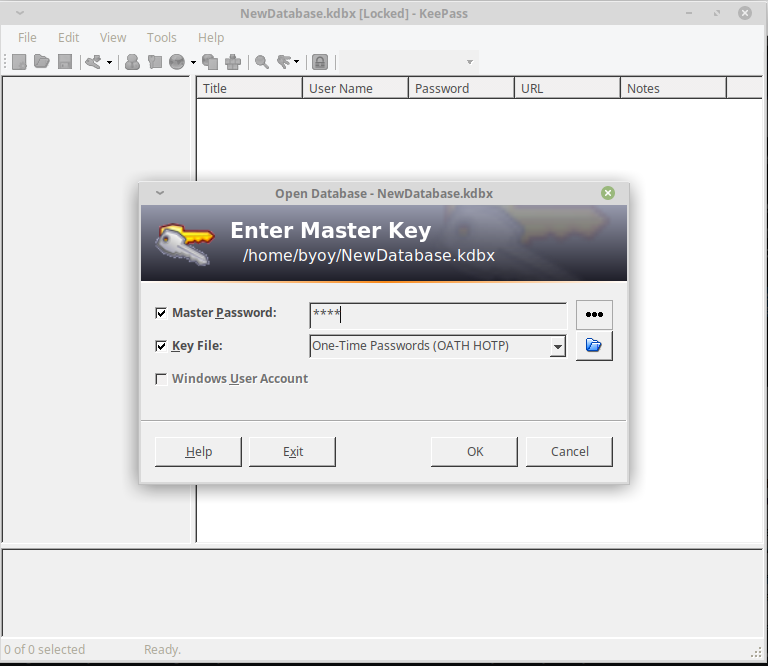 NewDatabase.kdbx [Locked] - KeePass
File Edit View Tools Help
Title User Name Password URL Notes
Open Database - NewDatabase.kdbx
Enter Master Key
/home/byoy/NewDatabase.kdbx
Master Password: ****
Key File: One-Time Passwords (OATH HOTP)
Windows User Account
Help Exit OK Cancel
0 of 0 selected Ready.